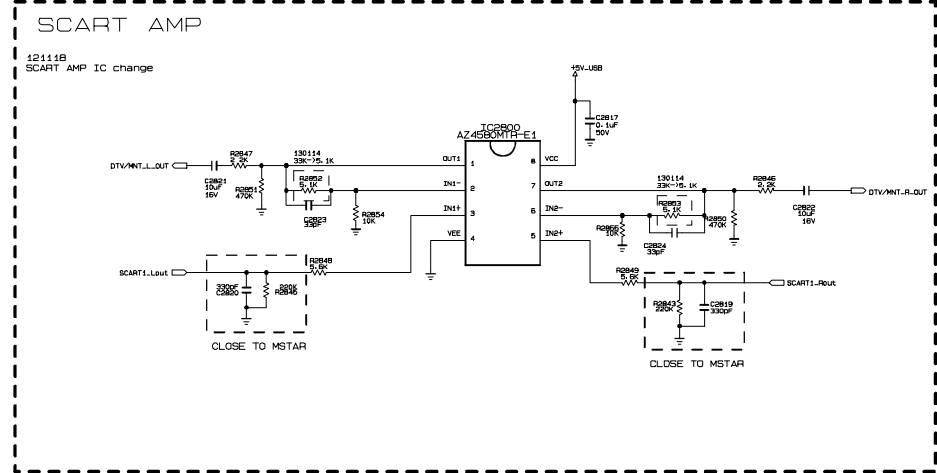 SCART AMP
121118
SCART AMP IC change
+5V_USB
C2817
0.1uF
50V
IC2800
AZ4580MTR-E1
DTV/MNT_L_OUT
C2821
10uF
16V
R2847
2.2K
R2851
470K
130114
33K->5.1K
R2852
5.1K
C2823
33pF
R2854
10K
OUT1
1
IN1-
2
IN1+
3
VEE
4
8
VCC
7
OUT2
6
IN2-
5
IN2+
130114
33K->5.1K
R2853
5.1K
C2824
33pF
10K
R2850
470K
R2846
2.2K
C2822
10uF
16V
DTV/MNT-R-OUT
SCART1_Lout
330pF
C2820
220K
R2848
5.6K
CLOSE TO MSTAR
R2849
5.6K
R2843
220K
C2819
330pF
SCART1_Rout
CLOSE TO MSTAR